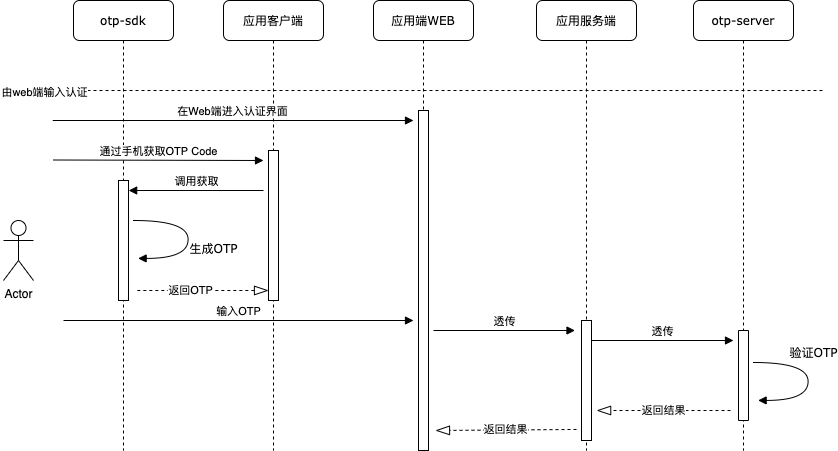 otp-sdk
应用客户端
应用端WEB
应用服务端
otp-server
由web端输入认证
在Web端进入认证界面
通过手机获取OTP Code
调用获取
生成OTP
Actor
返回OTP
输入OTP
透传
透传
验证OTP
返回结果
返回结果